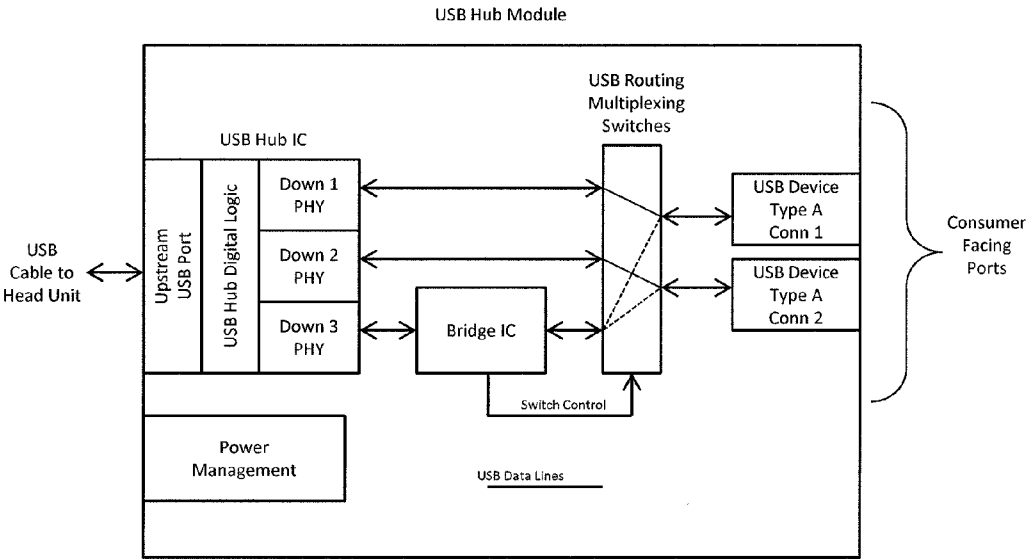 USB Hub Module
USB Routing
Multiplexing
Switches
USB Hub IC
Upstream
USB Port
USB Hub Digital Logic
Down 1
PHY
Down 2
PHY
Down 3
PHY
Bridge IC
USB Device
Type A
Conn 1
USB Device
Type A
Conn 2
Consumer
Facing
Ports
USB
Cable to
Head Unit
Switch Control
Power
Management
USB Data Lines